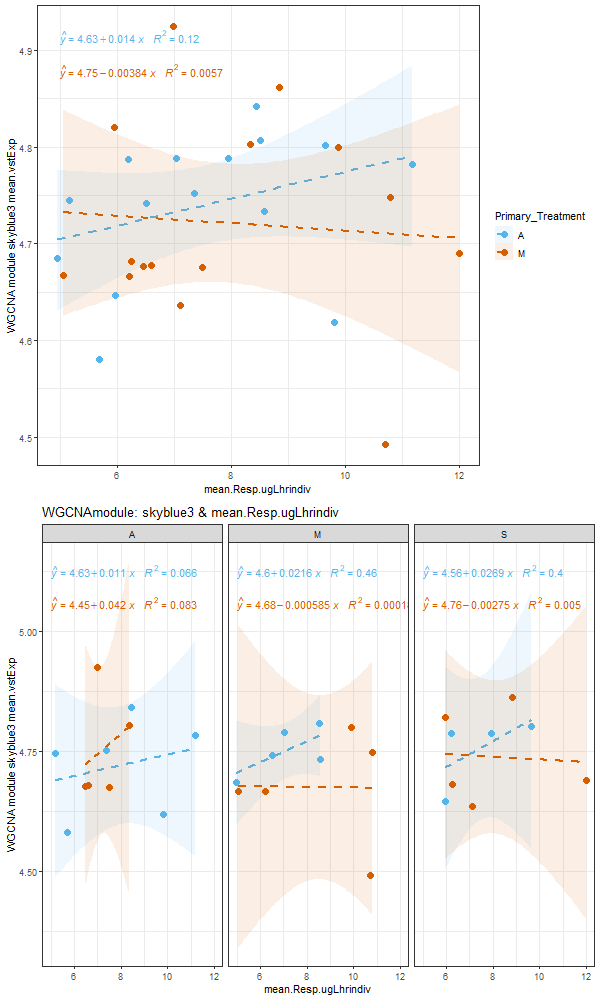 ŷ = 4.63 + 0.014 x R² = 0.12
ŷ = 4.75 − 0.00384 x R² = 0.0057
4.9
4.8
4.7
4.6
4.5
WGCNA module skyblue3 mean.vstExp
6 8 10 12
mean.Resp.ugLhrindiv
Primary_Treatment
A
M
WGCNAmodule: skyblue3 & mean.Resp.ugLhrindiv
A M S
ŷ = 4.63 + 0.011 x R² = 0.066
ŷ = 4.45 + 0.042 x R² = 0.083
ŷ = 4.6 + 0.0216 x R² = 0.46
ŷ = 4.68 − 0.000585 x R² = 0.00018
ŷ = 4.56 + 0.0269 x R² = 0.4
ŷ = 4.76 − 0.00275 x R² = 0.005
5.00
4.75
4.50
WGCNA module skyblue3 mean.vstExp
6 8 10 12 6 8 10 12 6 8 10 12
mean.Resp.ugLhrindiv